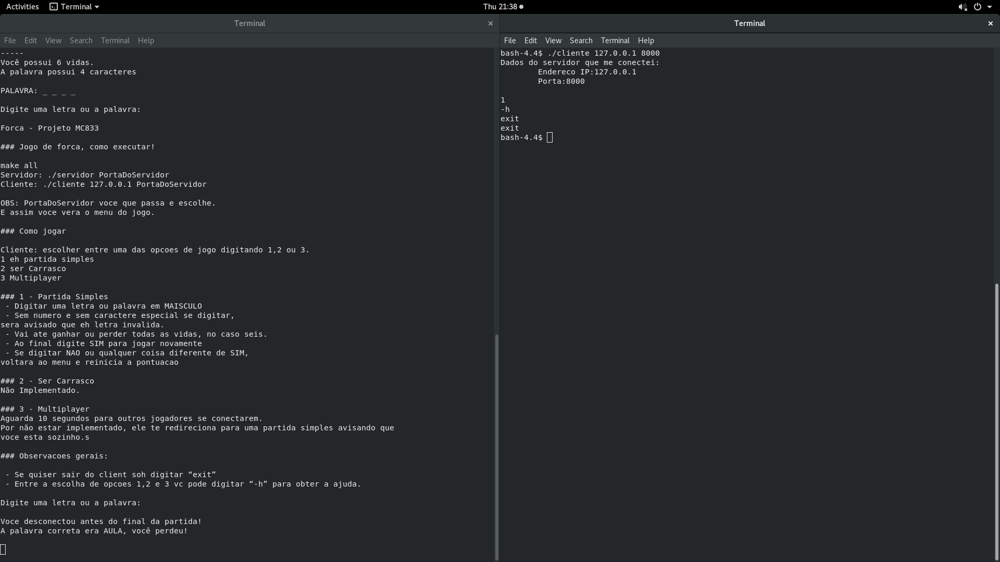 Activities Terminal Thu 21:38
Terminal
File Edit View Search Terminal Help
-----
Você possui 6 vidas.
A palavra possui 4 caracteres
PALAVRA: _ _ _ _
Digite uma letra ou a palavra:
Forca - Projeto MC833
### Jogo de forca, como executar!
make all
Servidor: ./servidor PortaDoServidor
Cliente: ./cliente 127.0.0.1 PortaDoServidor
OBS: PortaDoServidor voce que passa e escolhe.
E assim voce vera o menu do jogo.
### Como jogar
Cliente: escolher entre uma das opcoes de jogo digitando 1,2 ou 3.
1 eh partida simples
2 ser Carrasco
3 Multiplayer
### 1 - Partida Simples
- Digitar uma letra ou palavra em MAISCULO
- Sem numero e sem caractere especial se digitar,
sera avisado que eh letra invalida.
- Vai ate ganhar ou perder todas as vidas, no caso seis.
- Ao final digite SIM para jogar novamente
- Se digitar NAO ou qualquer coisa diferente de SIM,
voltara ao menu e reinicia a pontuacao
### 2 - Ser Carrasco
Não Implementado.
### 3 - Multiplayer
Aguarda 10 segundos para outros jogadores se conectarem.
Por não estar implementado, ele te redireciona para uma partida simples avisando que
voce esta sozinho.s
### Observacoes gerais:
- Se quiser sair do client soh digitar “exit”
- Entre a escolha de opcoes 1,2 e 3 vc pode digitar “-h” para obter a ajuda.
Digite uma letra ou a palavra:
Voce desconectou antes do final da partida!
A palavra correta era AULA, você perdeu!
Terminal
File Edit View Search Terminal Help
bash-4.4$ ./cliente 127.0.0.1 8000
Dados do servidor que me conectei:
Endereco IP:127.0.0.1
Porta:8000
1
-h
exit
exit
bash-4.4$